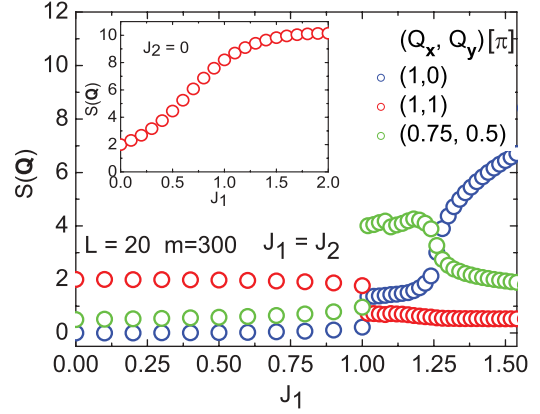 12
10
8
6
4
2
0
S(Q)
0.00 0.25 0.50 0.75 1.00 1.25 1.50
J₁
10
8
6
4
2
0
S(Q)
J₂ = 0
0.0 0.5 1.0 1.5 2.0
J₁
(Qₓ, Qᵧ) [π]
(1,0)
(1,1)
(0.75, 0.5)
L = 20 m=300 J₁ = J₂